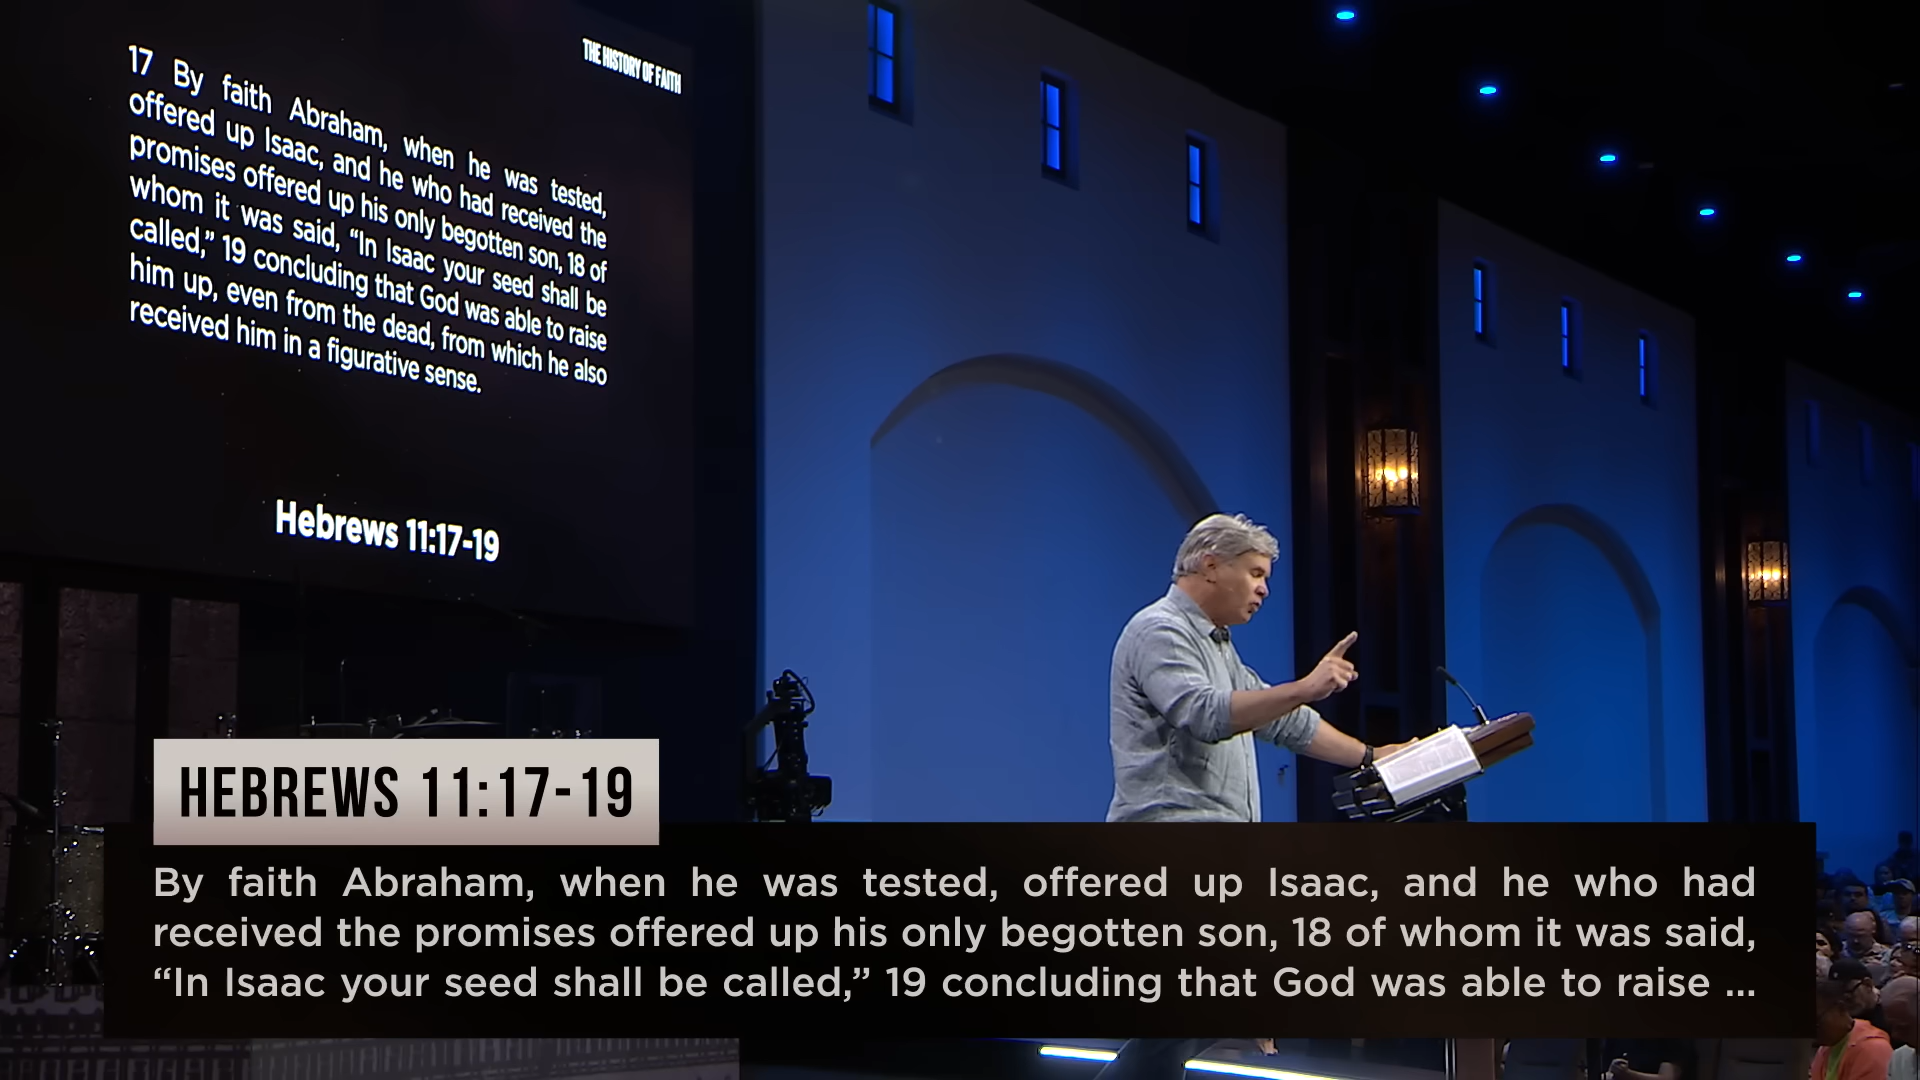 THE HISTORY OF FAITH
17 By faith Abraham, when he was tested,
offered up Isaac, and he who had received the
promises offered up his only begotten son, 18 of
whom it was said, “In Isaac your seed shall be
called,” 19 concluding that God was able to raise
him up, even from the dead, from which he also
received him in a figurative sense.
Hebrews 11:17-19
HEBREWS 11:17-19
By faith Abraham, when he was tested, offered up Isaac, and he who had
received the promises offered up his only begotten son, 18 of whom it was said,
“In Isaac your seed shall be called,” 19 concluding that God was able to raise ...